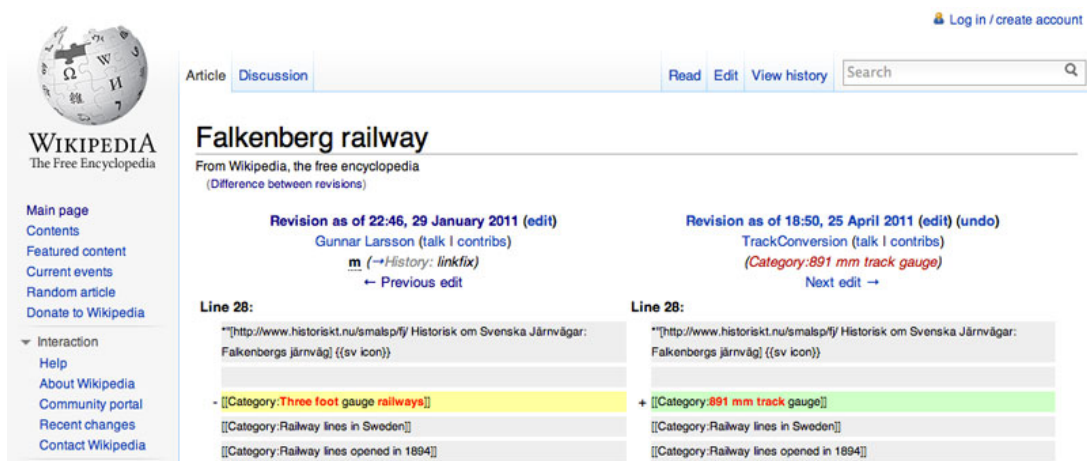 Log in / create account
Article Discussion Read Edit View history Search
WIKIPEDIA
The Free Encyclopedia
Main page
Contents
Featured content
Current events
Random article
Donate to Wikipedia
Interaction
Help
About Wikipedia
Community portal
Recent changes
Contact Wikipedia
Falkenberg railway
From Wikipedia, the free encyclopedia
(Difference between revisions)
Revision as of 22:46, 29 January 2011 (edit)
Gunnar Larsson (talk | contribs)
m (→History: linkfix)
← Previous edit
Line 28:
*"[http://www.historiskt.nu/smalsp/fj/ Historisk om Svenska Järnvägar:
Falkenbergs järnväg] {{sv icon}}
- [[Category:Three foot gauge railways]]
[[Category:Railway lines in Sweden]]
[[Category:Railway lines opened in 1894]]
Revision as of 18:50, 25 April 2011 (edit) (undo)
TrackConversion (talk | contribs)
(Category:891 mm track gauge)
Next edit →
Line 28:
*"[http://www.historiskt.nu/smalsp/fj/ Historisk om Svenska Järnvägar:
Falkenbergs järnväg] {{sv icon}}
+ [[Category:891 mm track gauge]]
[[Category:Railway lines in Sweden]]
[[Category:Railway lines opened in 1894]]